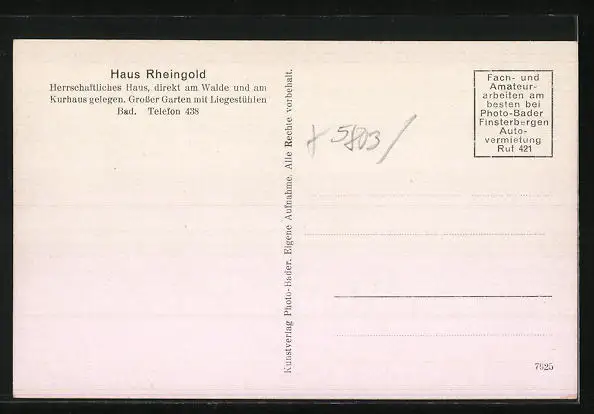 Haus Rheingold
Herrschaftliches Haus, direkt am Walde und am
Kurhaus gelegen. Großer Garten mit Liegestühlen
Bad. Telefon 438
Kunstverlag Photo-Bader. Eigene Aufnahme. Alle Rechte vorbehalt.
5803/
Fach- und
Amateur-
arbeiten am
besten bei
Photo-Bader
Finsterbergen
Auto-
vermietung
Ruf 421
7925